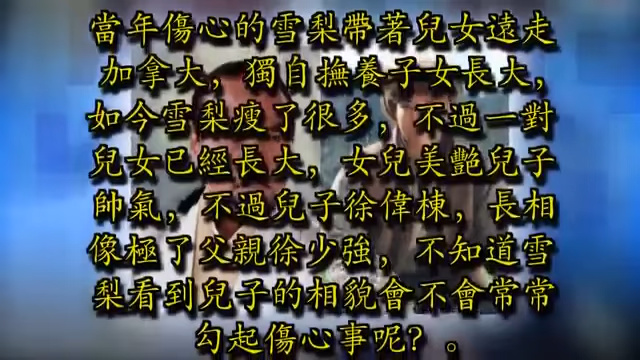 當年傷心的雪梨帶著兒女遠走
加拿大，獨自撫養子女長大，
如今雪梨瘦了很多，不過一對
兒女已經長大，女兒美艷兒子
帥氣，不過兒子徐偉棟，長相
像極了父親徐少強，不知道雪
梨看到兒子的相貌會不會常常
勾起傷心事呢？。